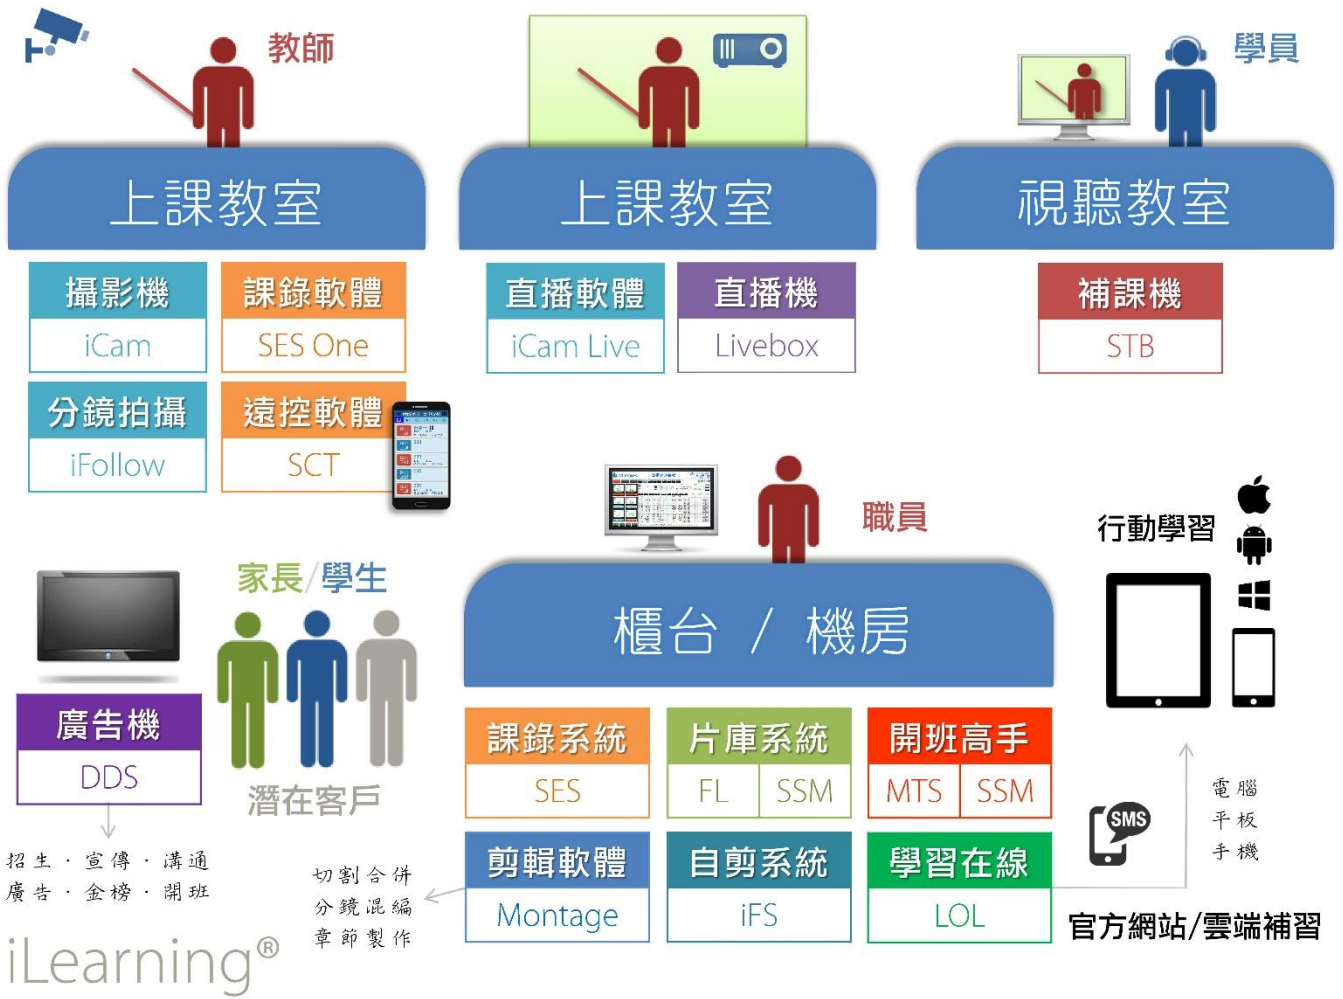 教師
學員
上課教室
上課教室
視聽教室
攝影機
iCam
課錄軟體
SES One
直播軟體
iCam Live
直播機
Livebox
補課機
STB
分鏡拍攝
iFollow
遠控軟體
SCT
職員
行動學習
家長/學生
櫃台 / 機房
廣告機
DDS
潛在客戶
課錄系統
SES
片庫系統
FL
SSM
開班高手
MTS
SSM
SMS
電腦
平板
手機
招生．宣傳．溝通
廣告．金榜．開班
切割合併
分鏡混編
章節製作
剪輯軟體
Montage
自剪系統
iFS
學習在線
LOL
官方網站/雲端補習
iLearning®